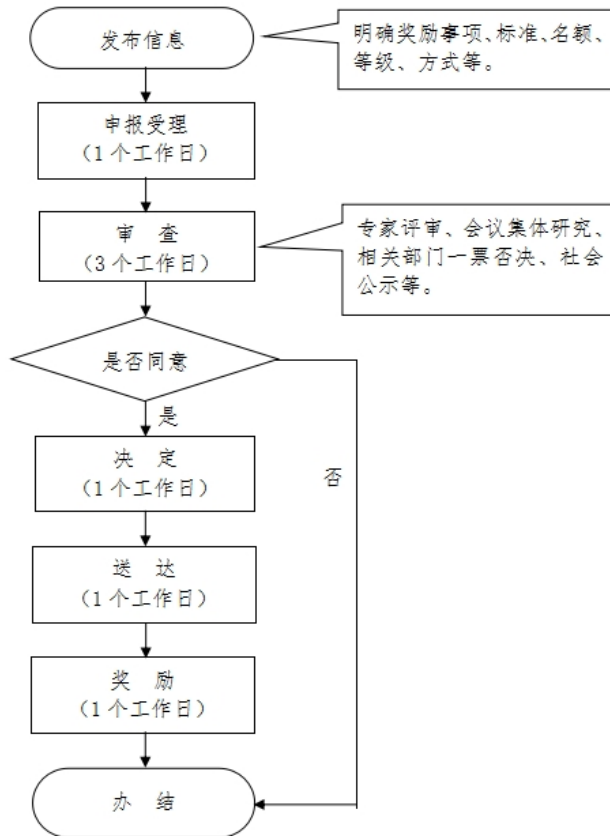 发布信息
明确奖励事项、标准、名额、
等级、方式等。
申报受理
（1 个工作日）
审 查
（3 个工作日）
专家评审、会议集体研究、
相关部门一票否决、社会
公示等。
是否同意
是
否
决 定
（1 个工作日）
送 达
（1 个工作日）
奖 励
（1 个工作日）
办 结